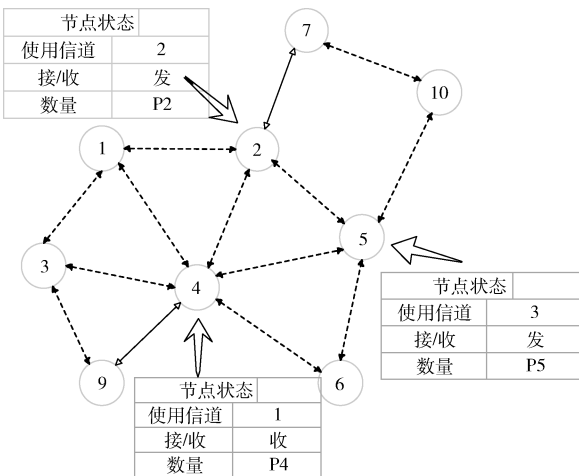 节点状态
使用信道 2
接/收 发
数量 P2
7
10
1
2
5
3
4
节点状态
使用信道 3
接/收 发
数量 P5
9
6
节点状态
使用信道 1
接/收 收
数量 P4